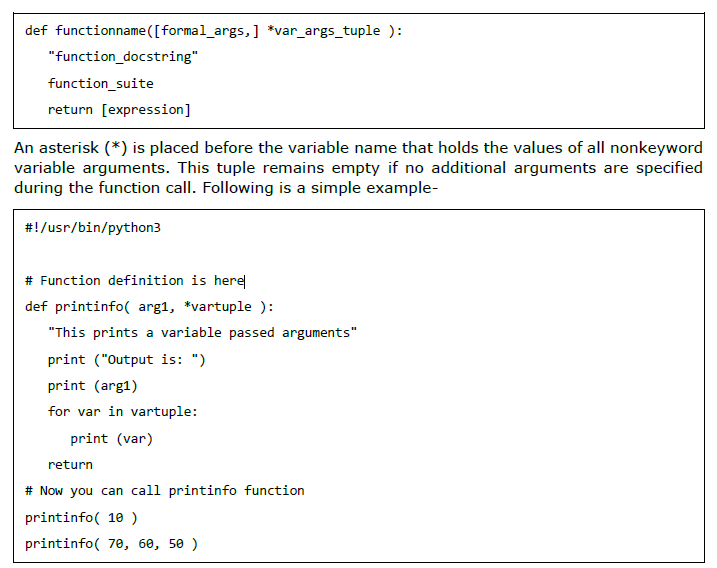 def functionname([formal_args,] *var_args_tuple ):
"function_docstring"
function_suite
return [expression]
An asterisk (*) is placed before the variable name that holds the values of all nonkeyword
variable arguments. This tuple remains empty if no additional arguments are specified
during the function call. Following is a simple example-
#!/usr/bin/python3
# Function definition is here
def printinfo( arg1, *vartuple ):
"This prints a variable passed arguments"
print ("Output is: ")
print (arg1)
for var in vartuple:
print (var)
return
# Now you can call printinfo function
printinfo( 10 )
printinfo( 70, 60, 50 )